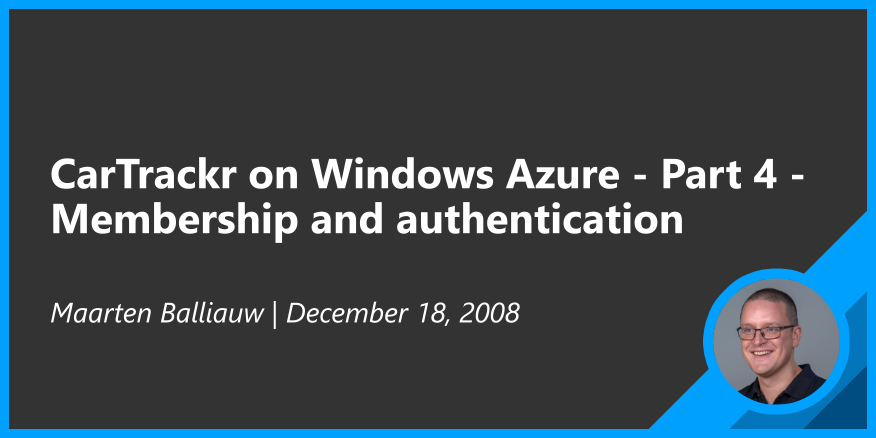 CarTrackr on Windows Azure - Part 4 -
Membership and authentication
Maarten Balliauw | December 18, 2008